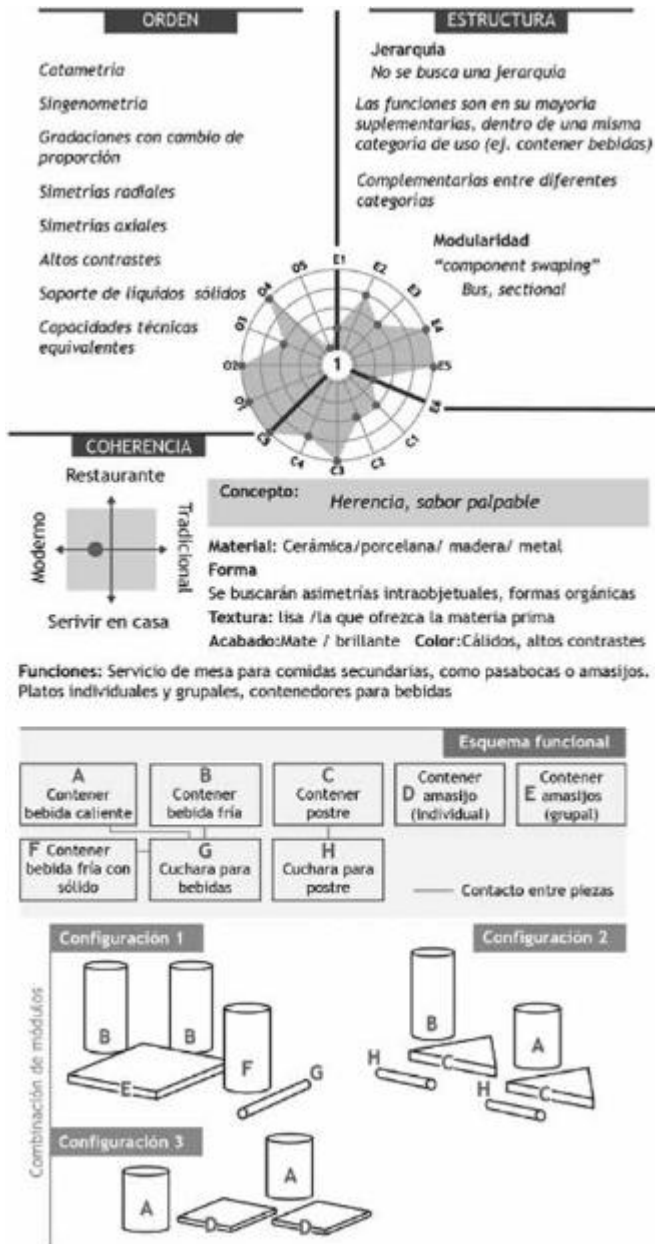 ORDEN
Catametría
Singenometría
Gradaciones con cambio de
proporción
Simetrías radiales
Simetrías axiales
Altos contrastes
Soporte de líquidos sólidos
Capacidades técnicas
equivalentes
ESTRUCTURA
Jerarquía
No se busca una jerarquía
Las funciones son en su mayoría
suplementarias, dentro de una misma
categoría de uso (ej. contener bebidas)
Complementarias entre diferentes
categorías
Modularidad
“component swaping”
Bus, sectional
E1
E2
E3
E4
E5
E6
C1
C2
C3
C4
C5
O1
O2
O3
O4
O5
1
COHERENCIA
Restaurante
Moderno
Tradicional
Serivir en casa
Concepto: Herencia, sabor palpable
Material: Cerámica/porcelana/ madera/ metal
Forma
Se buscarán asimetrías intraobjetuales, formas orgánicas
Textura: lisa /la que ofrezca la materia prima
Acabado:Mate / brillante Color:Cálidos, altos contrastes
Funciones: Servicio de mesa para comidas secundarias, como pasabocas o amasijos.
Platos individuales y grupales, contenedores para bebidas
Esquema funcional
A
Contener
bebida caliente
B
Contener
bebida fría
C
Contener
postre
Contener
D amasijo
(individual)
Contener
E amasijos
(grupal)
F Contener
bebida fría con
sólido
G
Cuchara para
bebidas
H
Cuchara para
postre
Contacto entre piezas
Combinación de módulos
Configuración 1
B
B
E
F
G
Configuración 2
B
H
C
A
H
C
Configuración 3
A
A
D
D